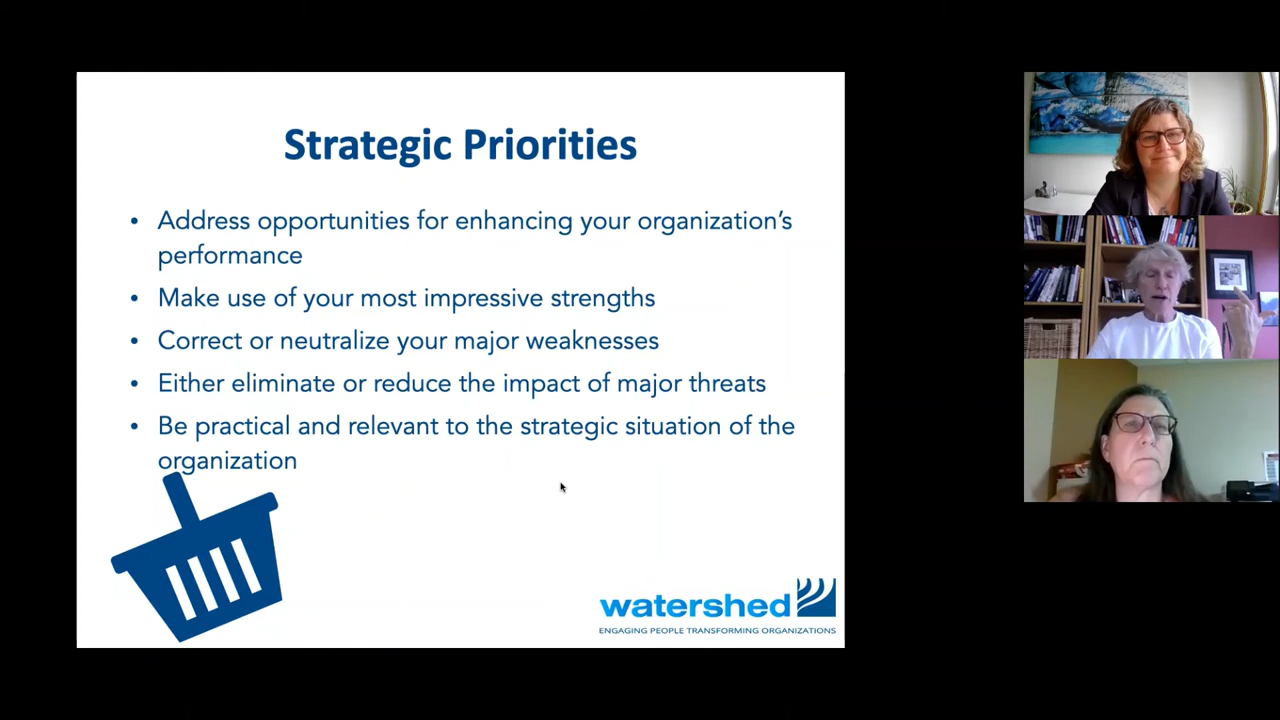 Strategic Priorities
• Address opportunities for enhancing your organization's
performance
• Make use of your most impressive strengths
• Correct or neutralize your major weaknesses
• Either eliminate or reduce the impact of major threats
• Be practical and relevant to the strategic situation of the
organization
watershed
ENGAGING PEOPLE TRANSFORMING ORGANIZATIONS